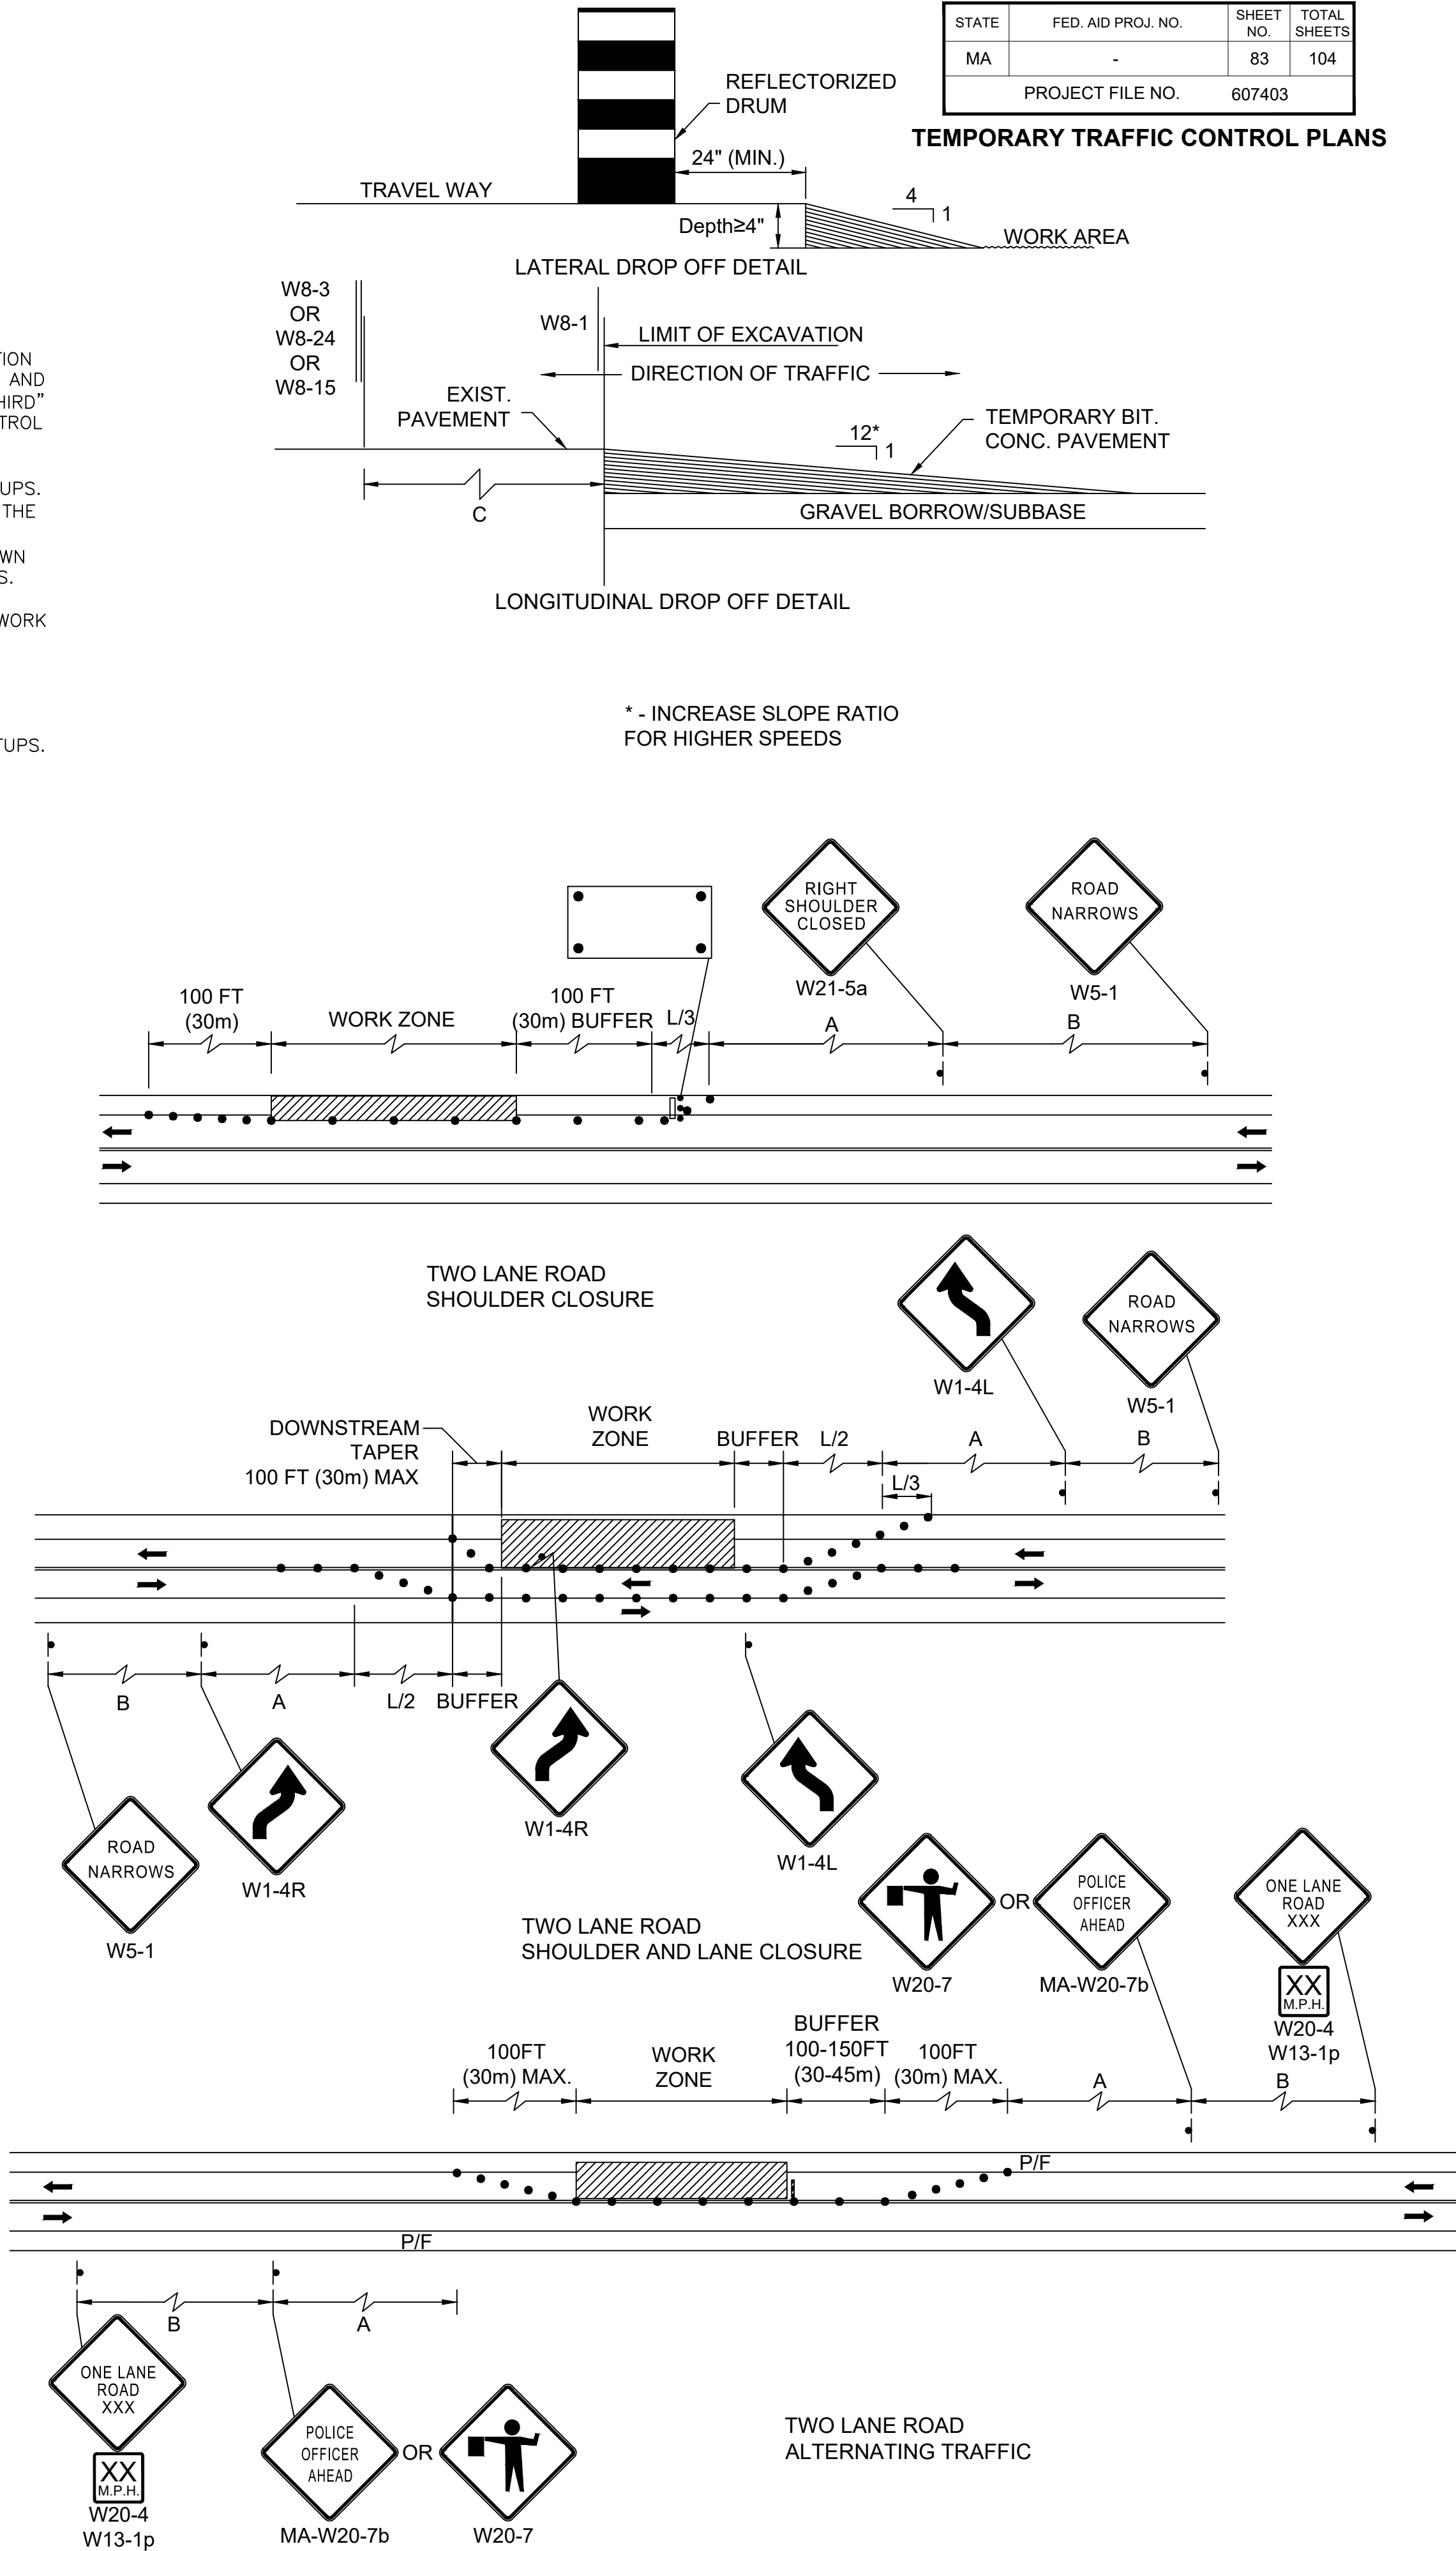 STATE FED. AID PROJ. NO. SHEET NO. TOTAL SHEETS
MA - 83 104
PROJECT FILE NO. 607403
TEMPORARY TRAFFIC CONTROL PLANS
REFLECTORIZED
DRUM
24" (MIN.)
TRAVEL WAY
4
1
Depth≥4"
WORK AREA
LATERAL DROP OFF DETAIL
W8-3
OR
W8-24
OR
W8-15
W8-1
LIMIT OF EXCAVATION
DIRECTION OF TRAFFIC
EXIST.
PAVEMENT
12*
1
TEMPORARY BIT.
CONC. PAVEMENT
C
GRAVEL BORROW/SUBBASE
LONGITUDINAL DROP OFF DETAIL
AND
UPS.
THE
WORK
* - INCREASE SLOPE RATIO
FOR HIGHER SPEEDS
RIGHT
SHOULDER
CLOSED
W21-5a
ROAD
NARROWS
W5-1
100 FT
(30m)
WORK ZONE
100 FT
(30m) BUFFER
L/3
A
B
TWO LANE ROAD
SHOULDER CLOSURE
W1-4L
ROAD
NARROWS
W5-1
DOWNSTREAM
TAPER
100 FT (30m) MAX
WORK
ZONE
BUFFER
L/2
A
B
L/3
B
A
L/2
BUFFER
ROAD
NARROWS
W5-1
W1-4R
W1-4R
W1-4L
TWO LANE ROAD
SHOULDER AND LANE CLOSURE
W20-7
OR
POLICE
OFFICER
AHEAD
MA-W20-7b
ONE LANE
ROAD
XXX
XX
M.P.H.
W20-4
W13-1p
100FT
(30m) MAX.
WORK
ZONE
BUFFER
100-150FT
(30-45m)
100FT
(30m) MAX.
A
B
P/F
P/F
B
A
ONE LANE
ROAD
XXX
XX
M.P.H.
W20-4
W13-1p
POLICE
OFFICER
AHEAD
MA-W20-7b
OR
W20-7
TWO LANE ROAD
ALTERNATING TRAFFIC